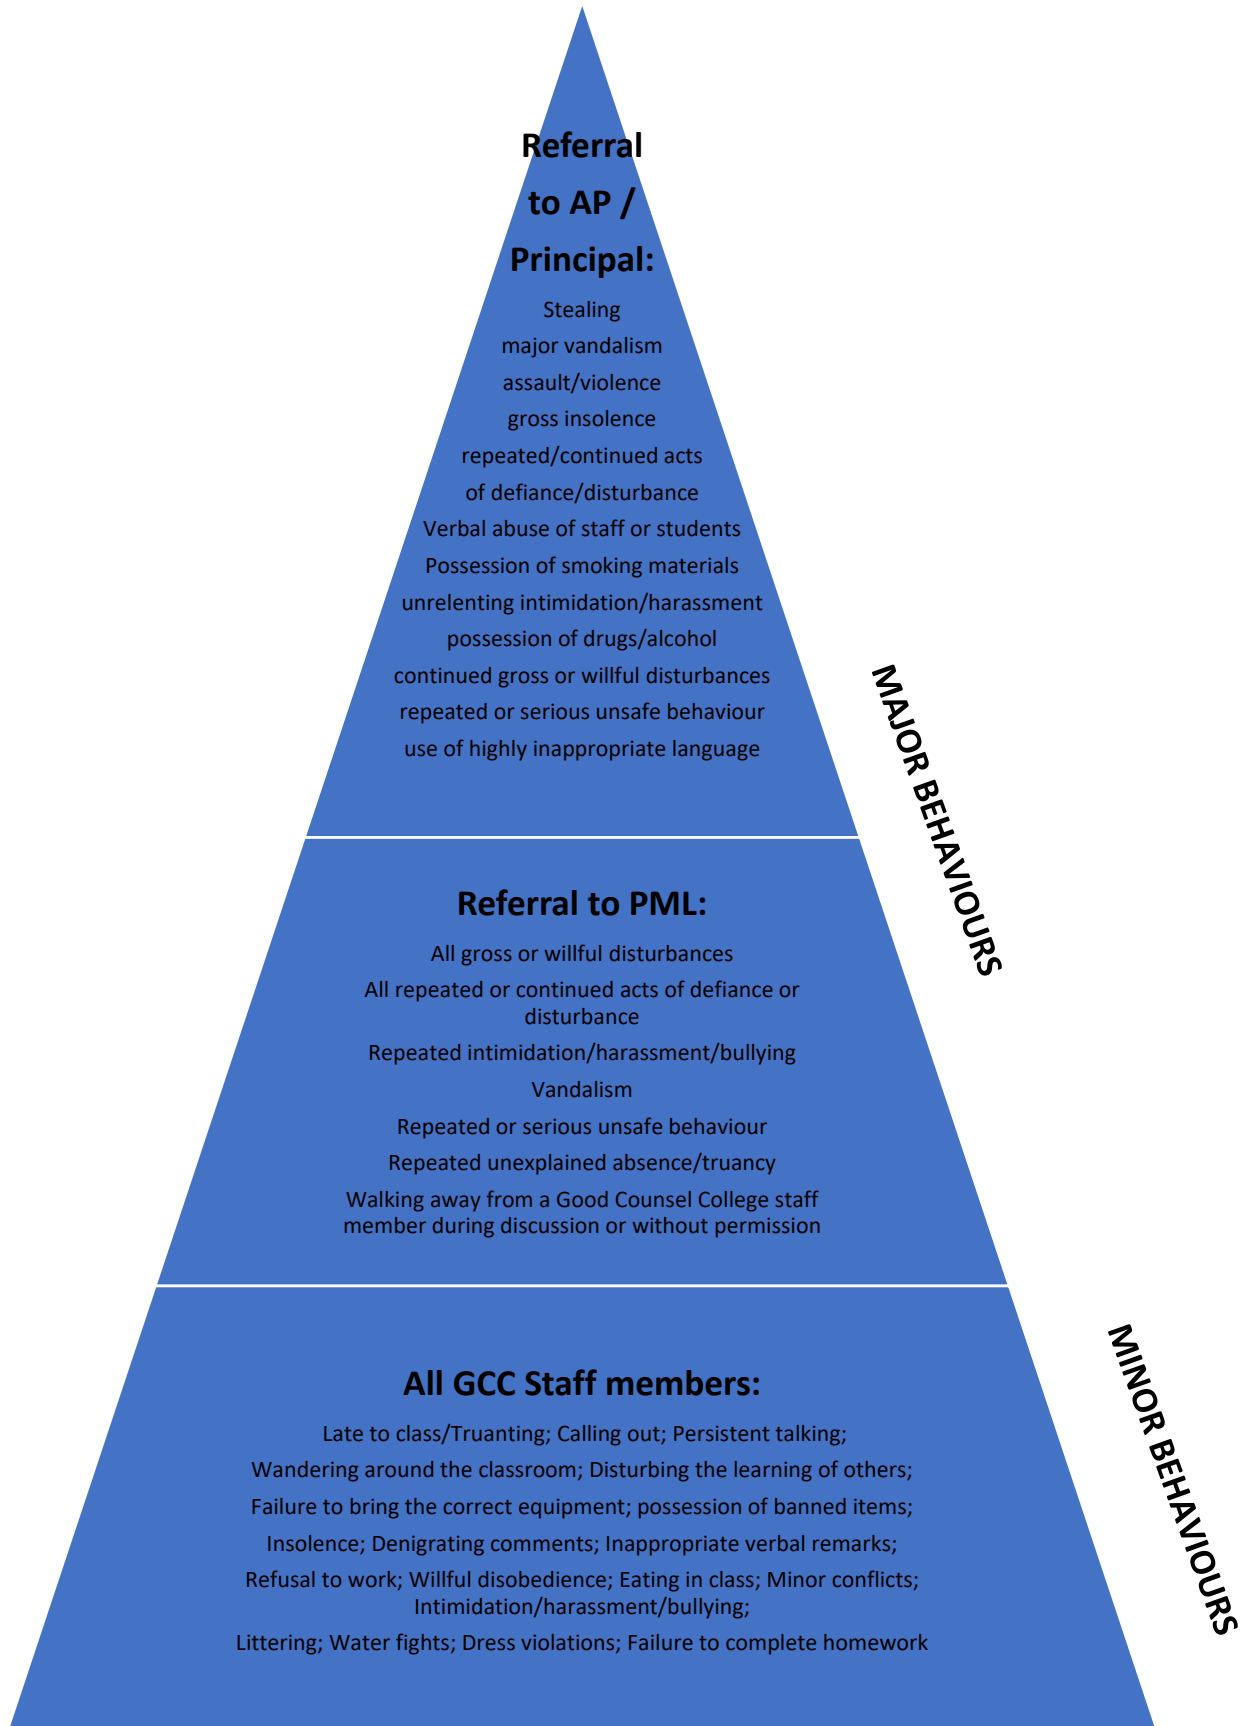 Referral
to AP /
Principal:
Stealing
major vandalism
assault/violence
gross insolence
repeated/continued acts
of defiance/disturbance
Verbal abuse of staff or students
Possession of smoking materials
unrelenting intimidation/harassment
possession of drugs/alcohol
continued gross or willful disturbances
repeated or serious unsafe behaviour
use of highly inappropriate language
MAJOR BEHAVIOURS
Referral to PML:
All gross or willful disturbances
All repeated or continued acts of defiance or
disturbance
Repeated intimidation/harassment/bullying
Vandalism
Repeated or serious unsafe behaviour
Repeated unexplained absence/truancy
Walking away from a Good Counsel College staff
member during discussion or without permission
MINOR BEHAVIOURS
All GCC Staff members:
Late to class/Truanting; Calling out; Persistent talking;
Wandering around the classroom; Disturbing the learning of others;
Failure to bring the correct equipment; possession of banned items;
Insolence; Denigrating comments; Inappropriate verbal remarks;
Refusal to work; Willful disobedience; Eating in class; Minor conflicts;
Intimidation/harassment/bullying;
Littering; Water fights; Dress violations; Failure to complete homework